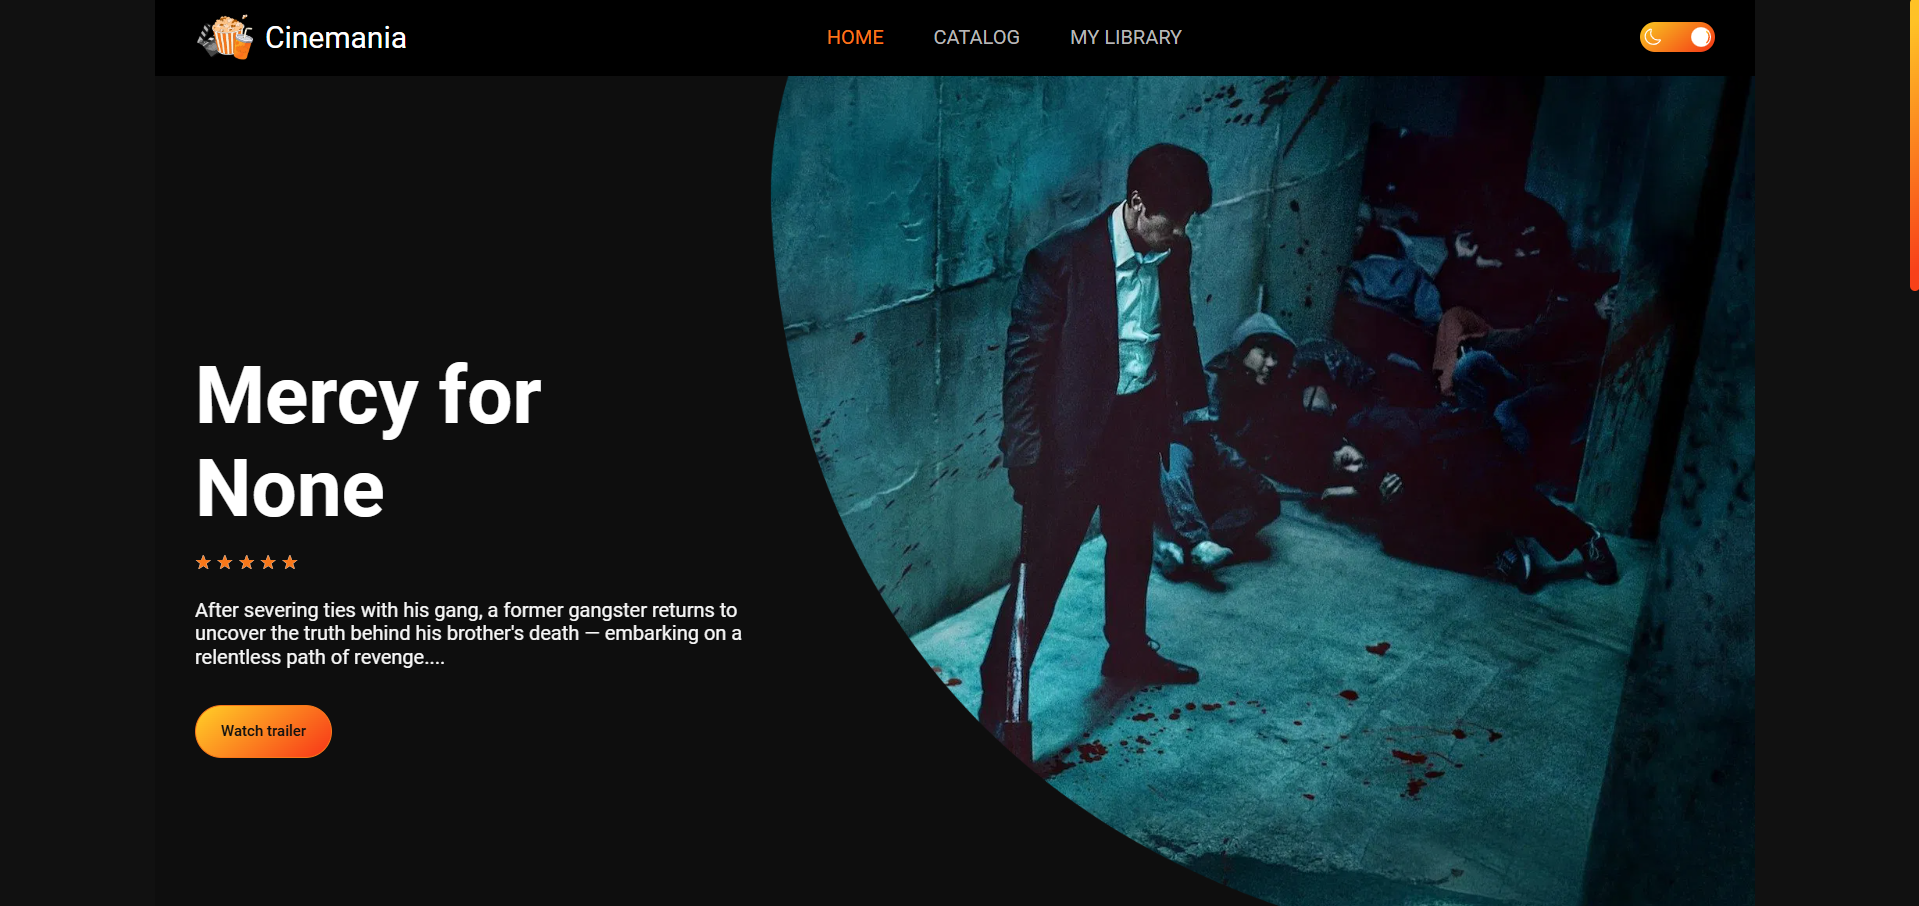 Cinemania
HOME
CATALOG
MY LIBRARY
Mercy for
None
After severing ties with his gang, a former gangster returns to
uncover the truth behind his brother's death — embarking on a
relentless path of revenge....
Watch trailer